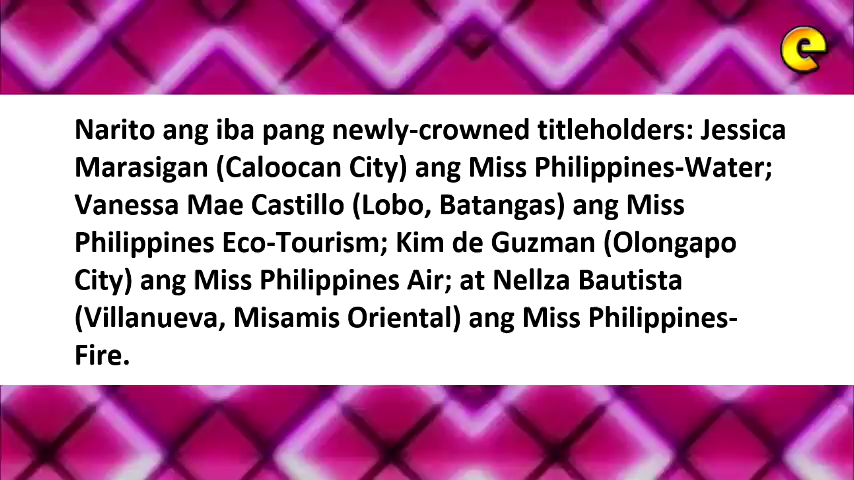 e
Narito ang iba pang newly-crowned titleholders: Jessica
Marasigan (Caloocan City) ang Miss Philippines-Water;
Vanessa Mae Castillo (Lobo, Batangas) ang Miss
Philippines Eco-Tourism; Kim de Guzman (Olongapo
City) ang Miss Philippines Air; at Nellza Bautista
(Villanueva, Misamis Oriental) ang Miss Philippines-
Fire.